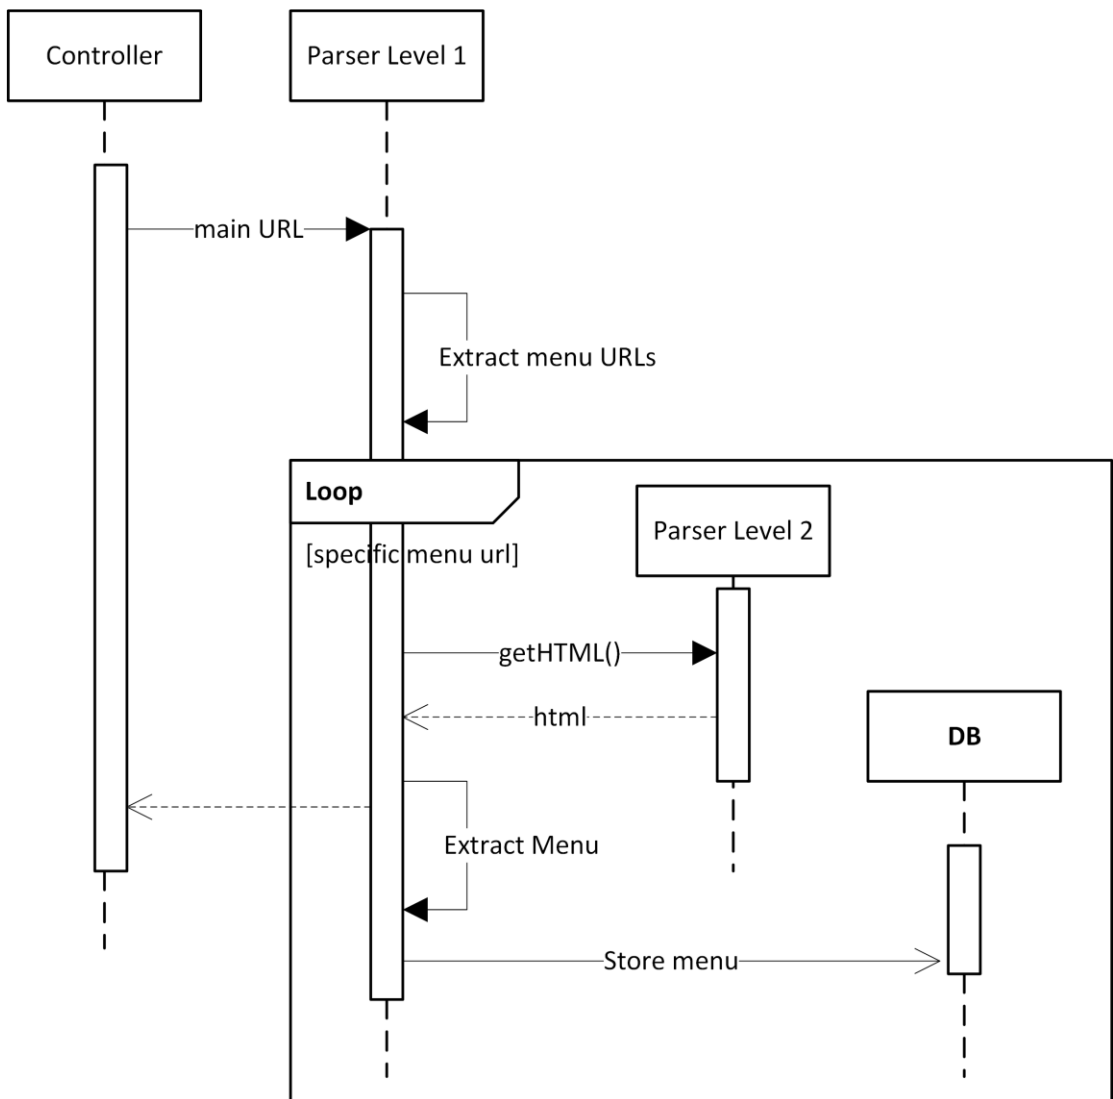 Controller
Parser Level 1
main URL
Extract menu URLs
Loop
[specific menu url]
Parser Level 2
getHTML()
html
DB
Extract Menu
Store menu